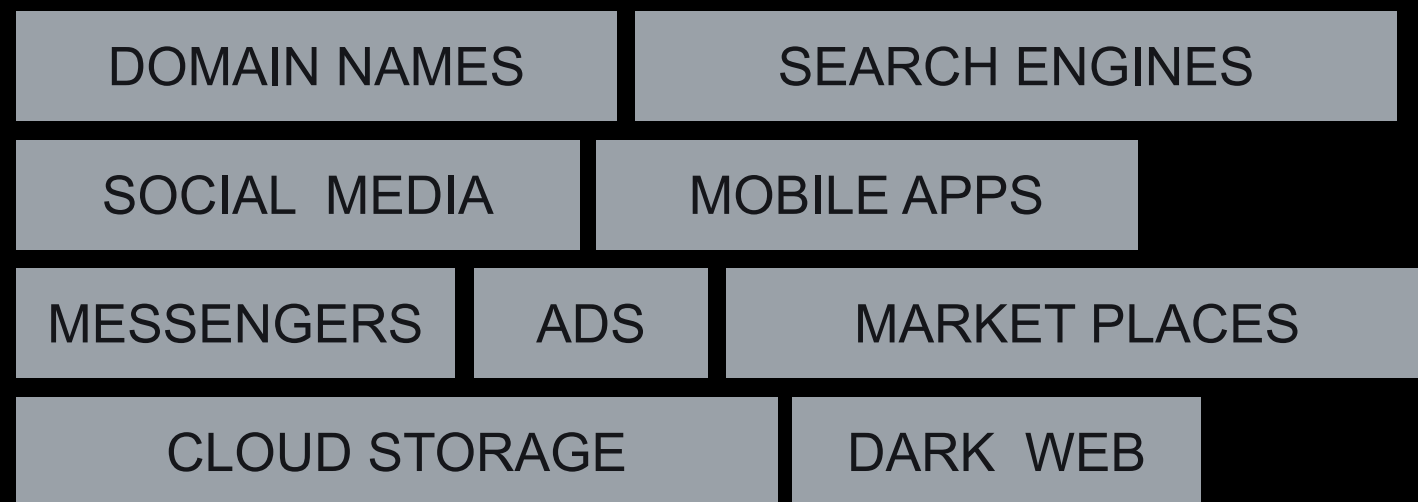 DOMAIN NAMES
SEARCH ENGINES
SOCIAL  MEDIA
MOBILE APPS
MESSENGERS
ADS
MARKET PLACES
CLOUD STORAGE
DARK  WEB